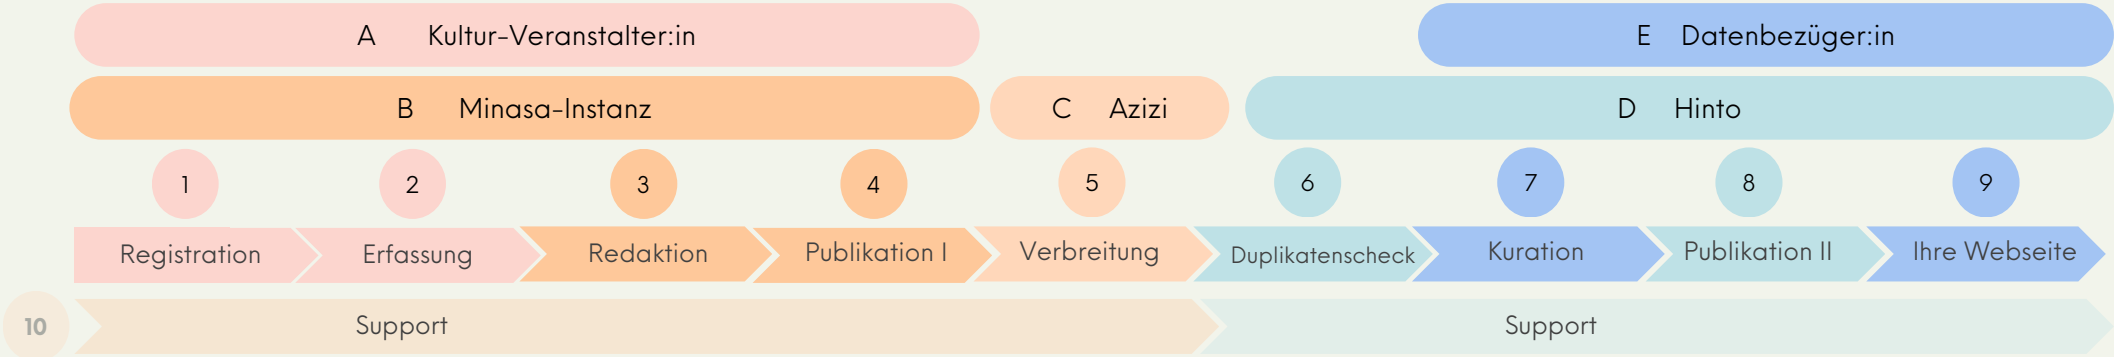 A Kultur-Veranstalter:in E Datenbezüger:in
B Minasa-Instanz C Azizi D Hinto
1 2 3 4 5 6 7 8 9
Registration Erfassung Redaktion Publikation I Verbreitung Duplikatenscheck Kuration Publikation II Ihre Webseite
10 Support Support